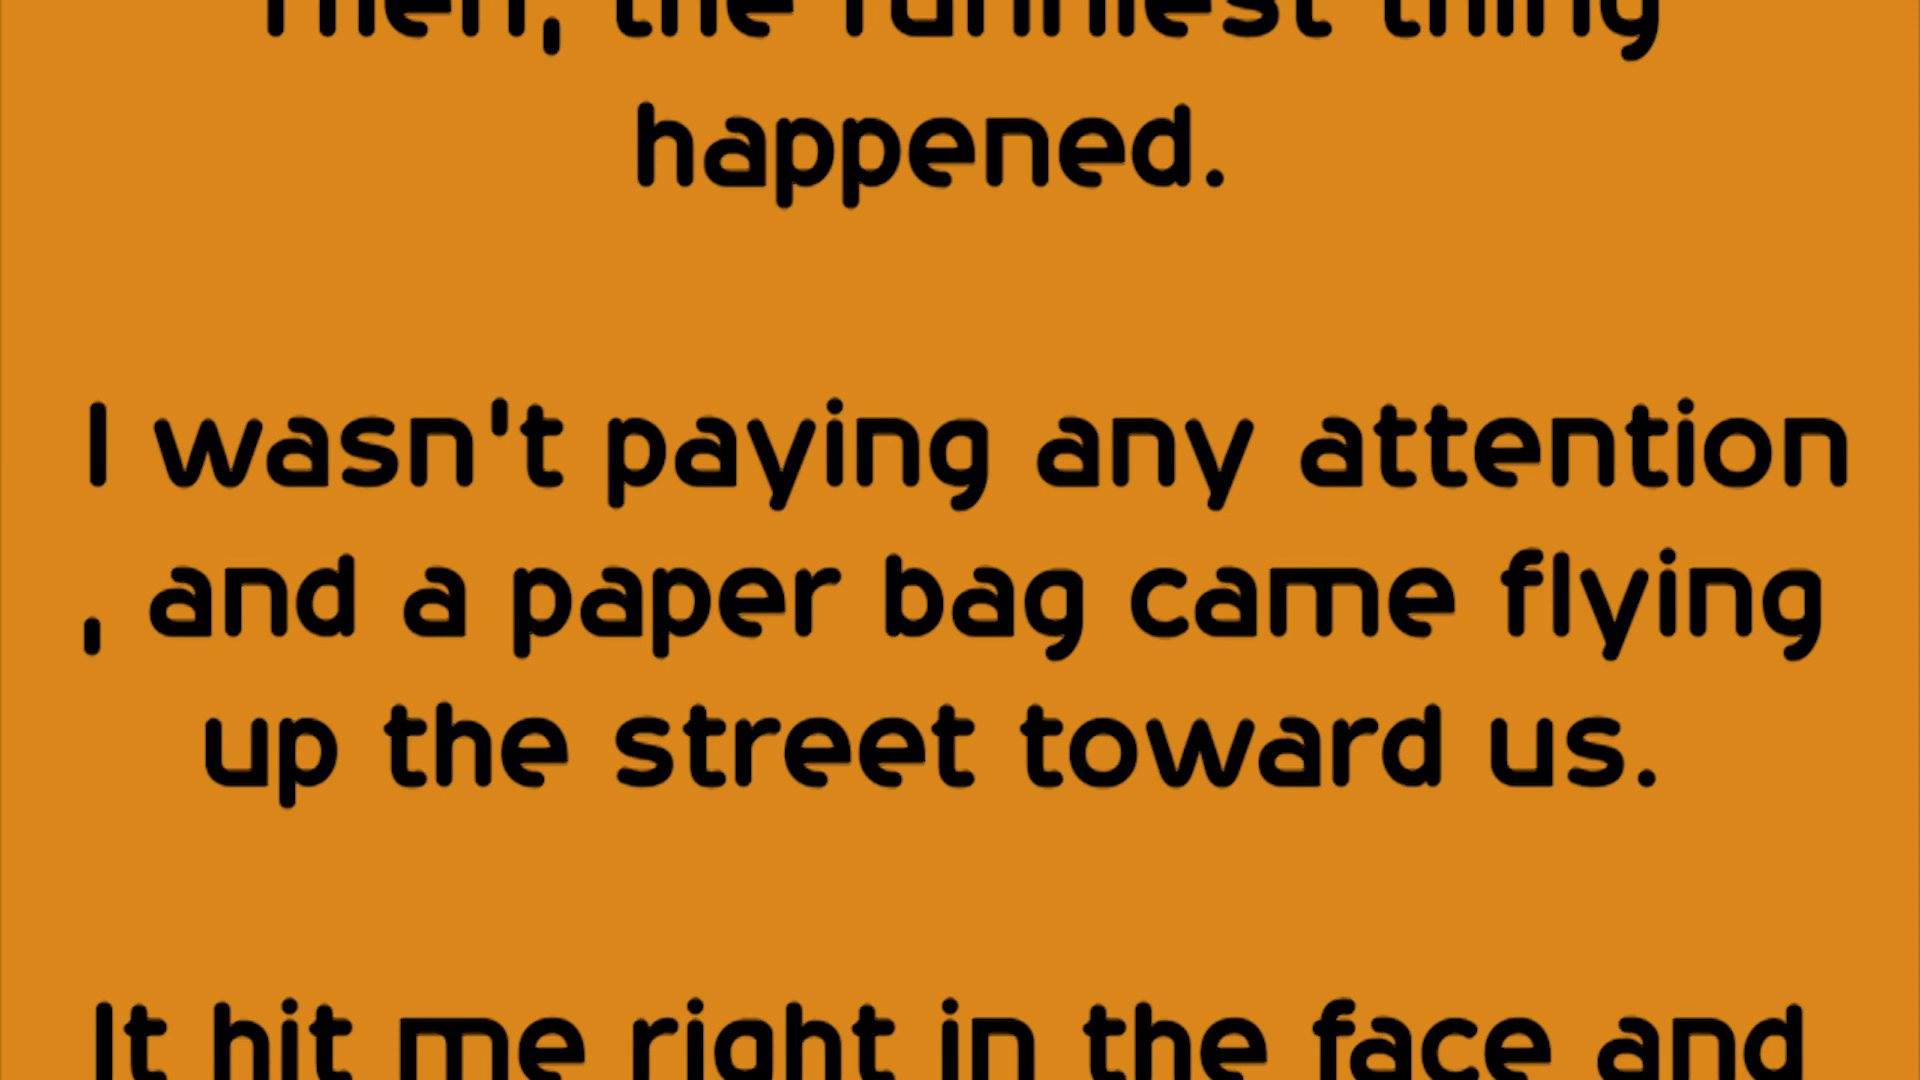 Then, the funniest thing
happened.
I wasn't paying any attention
, and a paper bag came flying
up the street toward us.
It hit me right in the face and